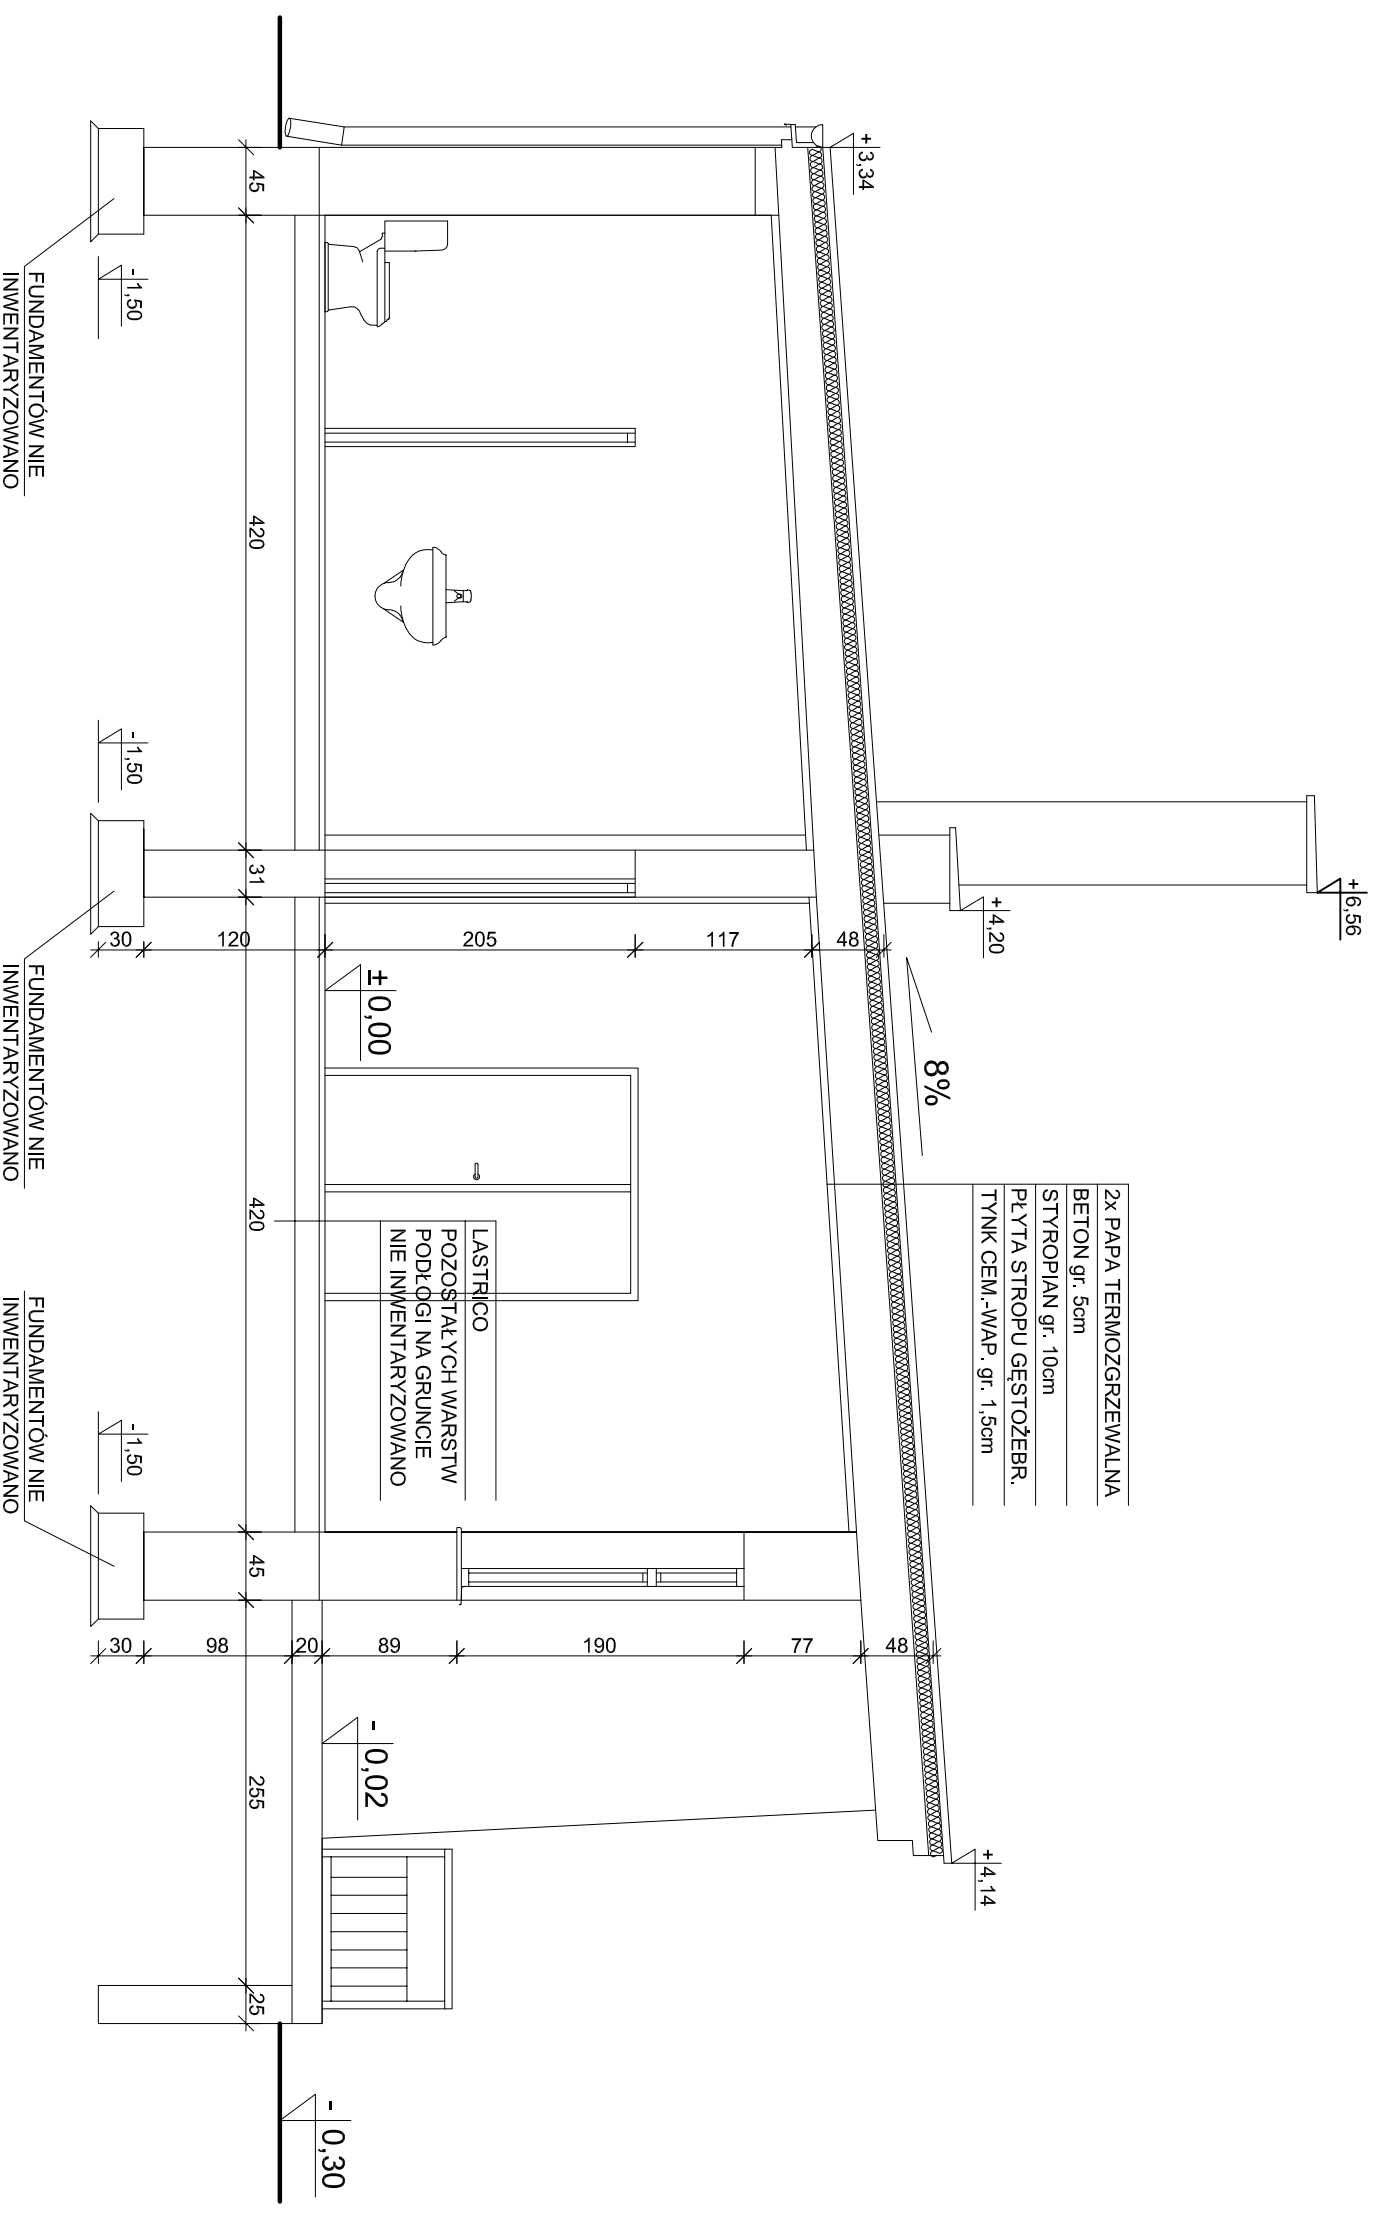 +6,56
+4,20
+3,34
+4,14
8%
2x PAPA TERMOZGRZEWALNA
BETON gr. 5cm
STYROPIAN gr. 10cm
PŁYTA STROPU GĘSTOŻEBR.
TYNK CEM.-WAP. gr. 1,5cm
LASTRICO
POZOSTAŁYCH WARSTW
PODŁOGI NA GRUNCIE
NIE INWENTARYZOWANO
±0,00
-0,02
-0,30
48
117
205
120
30
48
77
190
89
20
98
30
45
420
31
420
45
255
25
-1,50
-1,50
-1,50
FUNDAMENTÓW NIE
INWENTARYZOWANO
FUNDAMENTÓW NIE
INWENTARYZOWANO
FUNDAMENTÓW NIE
INWENTARYZOWANO